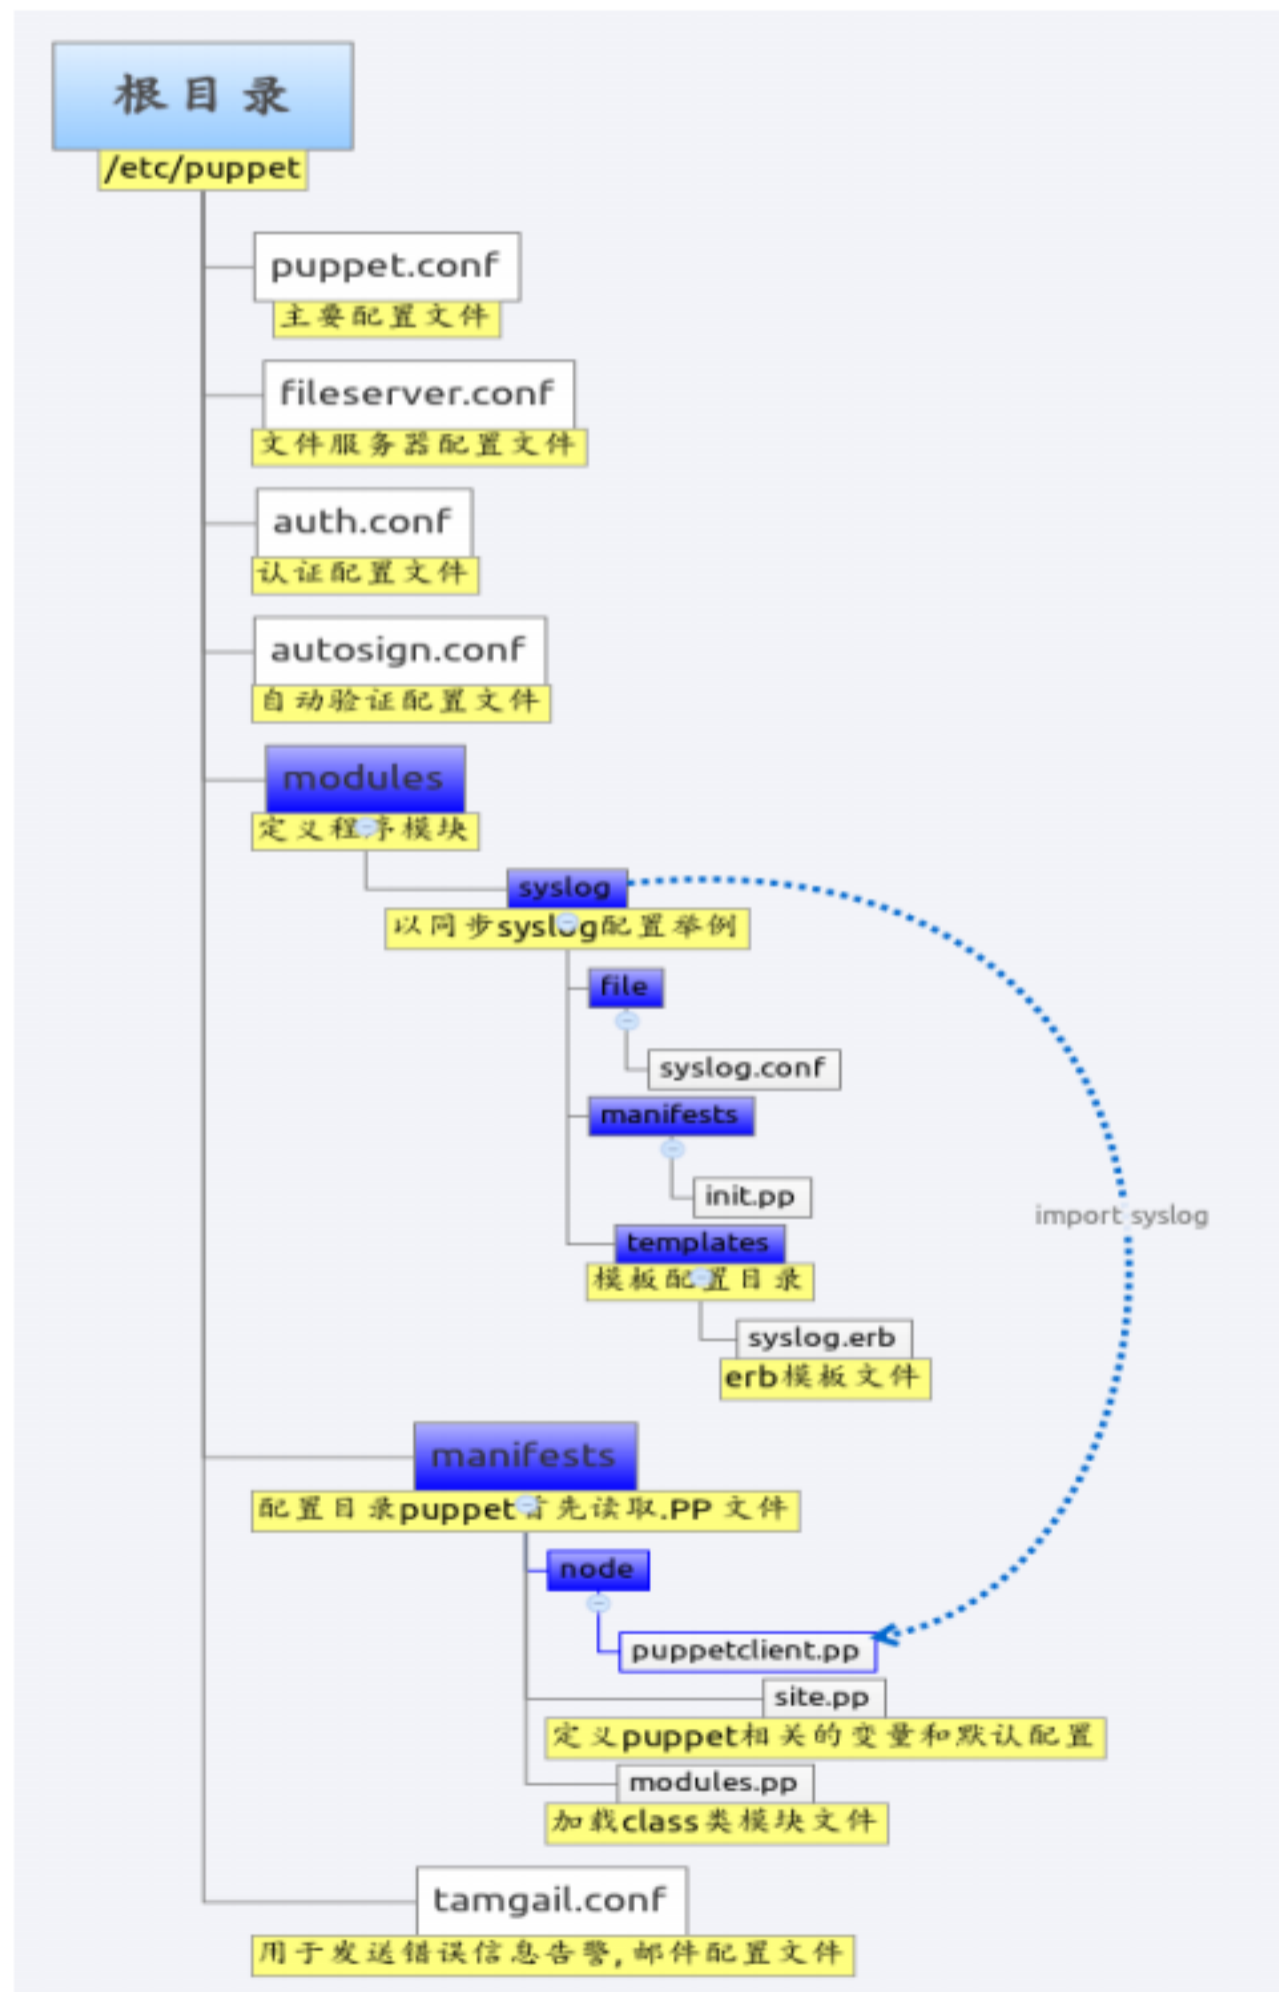 根目录
/etc/puppet
puppet.conf
主要配置文件
fileserver.conf
文件服务器配置文件
auth.conf
认证配置文件
autosign.conf
自动验证配置文件
modules
定义程序模块
syslog
以同步syslog配置举例
file
syslog.conf
manifests
init.pp
import syslog
templates
模板配置目录
syslog.erb
erb模板文件
manifests
配置目录puppet首先读取.PP 文件
node
puppetclient.pp
site.pp
定义puppet相关的变量和默认配置
modules.pp
加载class类模块文件
tamgail.conf
用于发送错误信息告警,邮件配置文件